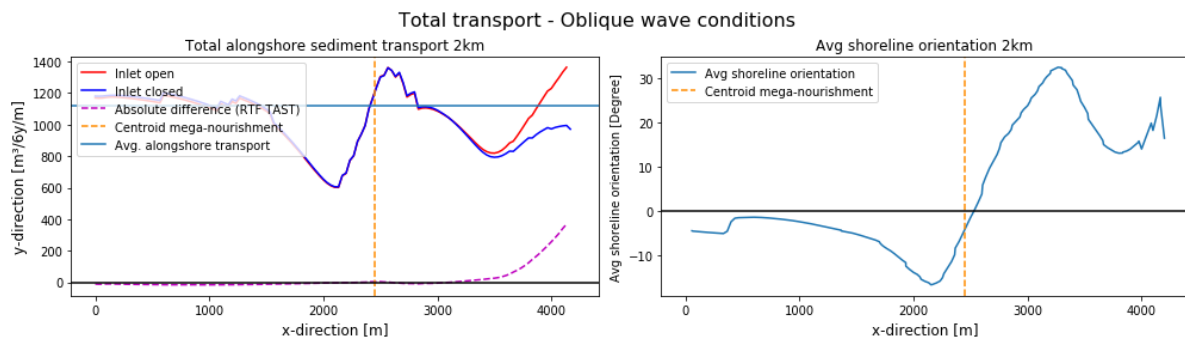 Total transport - Oblique wave conditions
Total alongshore sediment transport 2km
1400
1200
1000
800
600
400
200
0
y-direction [m³/6y/m]
Inlet open
Inlet closed
Absolute difference (RTF TAST)
Centroid mega-nourishment
Avg. alongshore transport
0 1000 2000 3000 4000
x-direction [m]
Avg shoreline orientation 2km
30
20
10
0
−10
Avg shoreline orientation [Degree]
Avg shoreline orientation
Centroid mega-nourishment
0 1000 2000 3000 4000
x-direction [m]